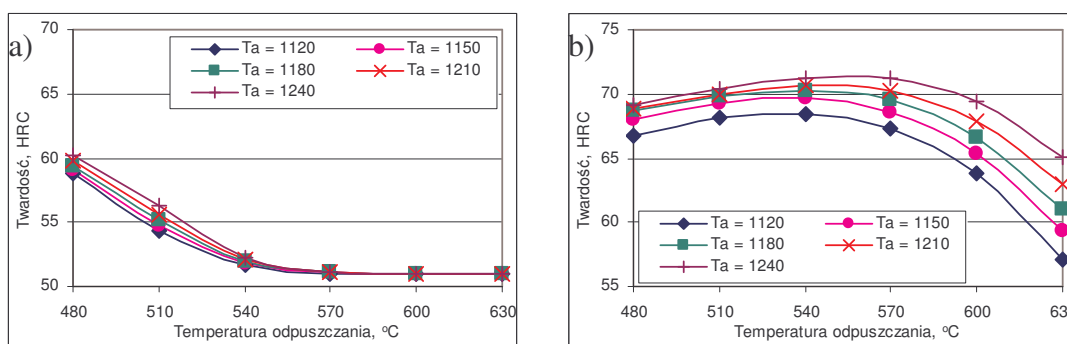 a)
70
65
60
55
50
480 510 540 570 600 630
Twardość, HRC
Temperatura odpuszczania, °C
Ta = 1120 Ta = 1150
Ta = 1180 Ta = 1210
Ta = 1240
b)
75
70
65
60
55
480 510 540 570 600 630
Twardość, HRC
Temperatura odpuszczania, °C
Ta = 1120 Ta = 1150
Ta = 1180 Ta = 1210
Ta = 1240